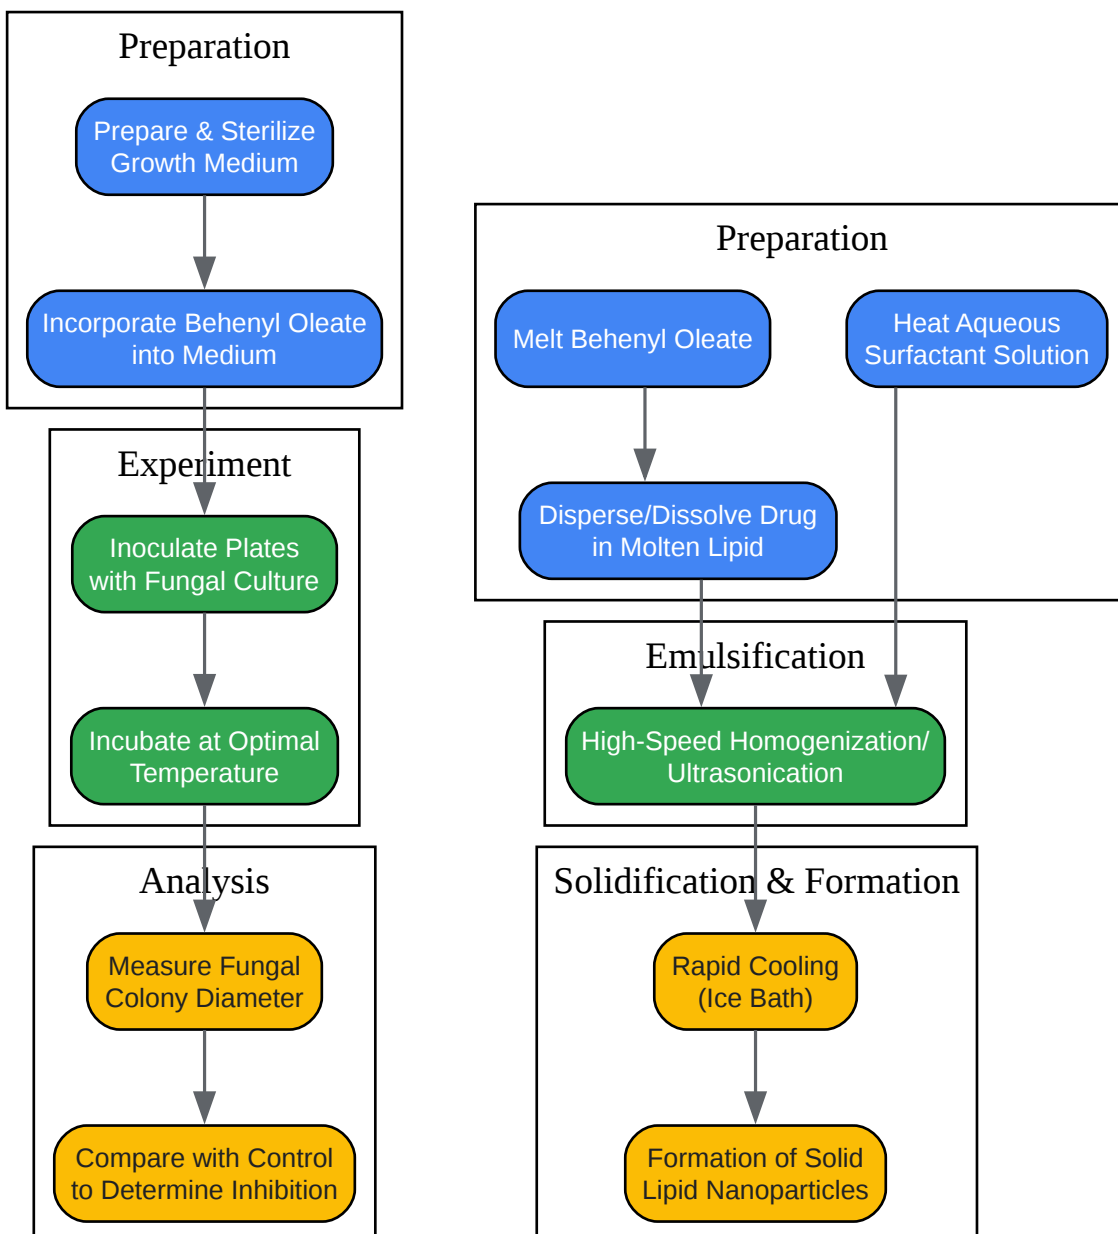 Preparation
Prepare & Sterilize
Growth Medium
Incorporate Behenyl Oleate
into Medium
Experiment
Inoculate Plates
with Fungal Culture
Incubate at Optimal
Temperature
Analysis
Measure Fungal
Colony Diameter
Compare with Control
to Determine Inhibition
Preparation
Melt Behenyl Oleate
Heat Aqueous
Surfactant Solution
Disperse/Dissolve Drug
in Molten Lipid
Emulsification
High-Speed Homogenization/
Ultrasonication
Solidification & Formation
Rapid Cooling
(Ice Bath)
Formation of Solid
Lipid Nanoparticles